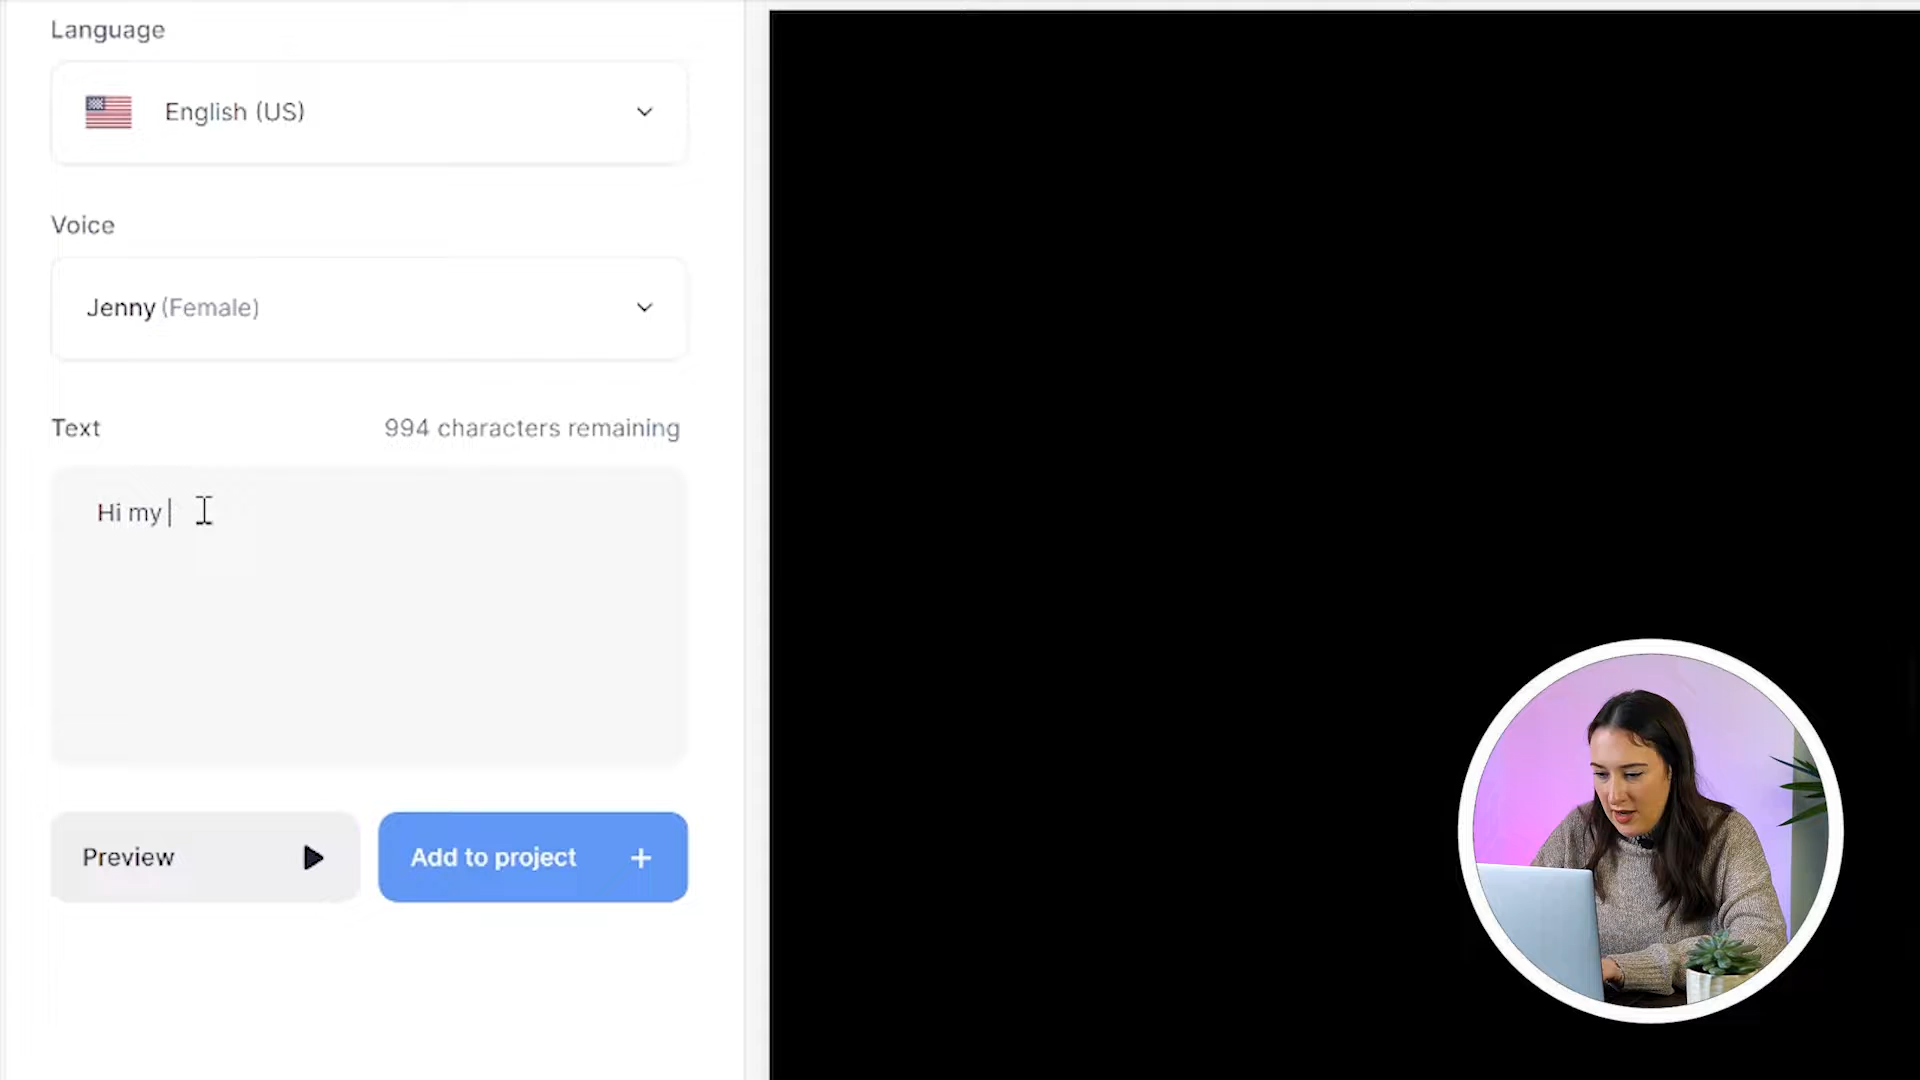 Language
English (US)
Voice
Jenny (Female)
Text
994 characters remaining
Hi my
Preview
Add to project